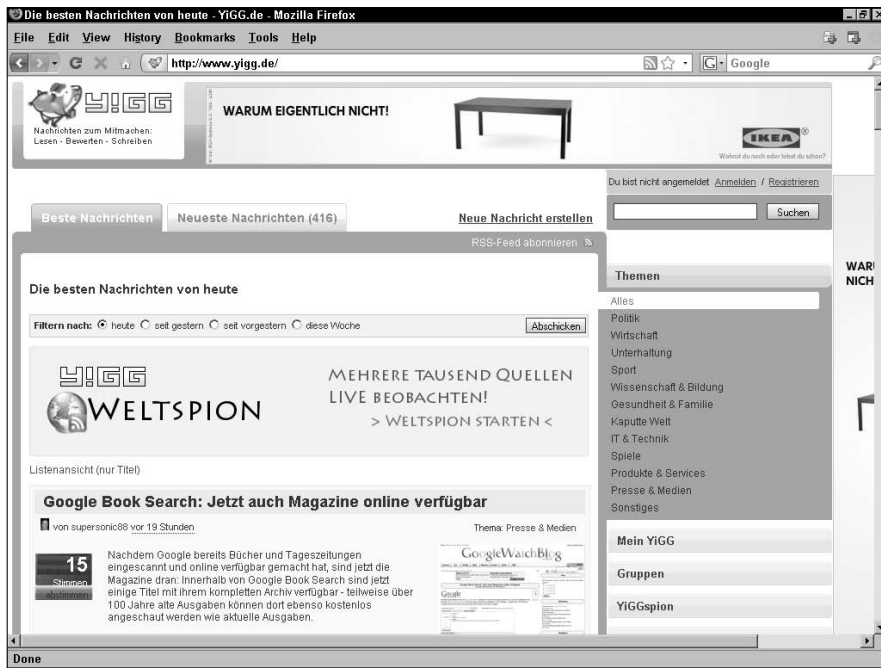 Die besten Nachrichten von heute - YiGG.de - Mozilla Firefox
File Edit View History Bookmarks Tools Help
http://www.yigg.de/
G Google
YiGG
Nachrichten zum Mitmachen:
Lesen - Bewerten - Schreiben
WARUM EIGENTLICH NICHT!
IKEA®
Wohnst du noch oder lebst du schon?
Du bist nicht angemeldet Anmelden / Registrieren
Suchen
Beste Nachrichten
Neueste Nachrichten (416)
Neue Nachricht erstellen
RSS-Feed abonnieren
Die besten Nachrichten von heute
Filtern nach: heute seit gestern seit vorgestern diese Woche Abschicken
YiGG
WELTSPION
MEHRERE TAUSEND QUELLEN
LIVE BEOBACHTEN!
> WELTSPION STARTEN <
Listenansicht (nur Titel)
Google Book Search: Jetzt auch Magazine online verfügbar
von supersonic88 vor 19 Stunden
Thema: Presse & Medien
15
Stimmen
abstimmen
Nachdem Google bereits Bücher und Tageszeitungen
eingescannt und online verfügbar gemacht hat, sind jetzt die
Magazine dran: Innerhalb von Google Book Search sind jetzt
einige Titel mit ihrem kompletten Archiv verfügbar - teilweise über
100 Jahre alte Ausgaben können dort ebenso kostenlos
angeschaut werden wie aktuelle Ausgaben.
GoogleWatchBlog
Google
Themen
Alles
Politik
Wirtschaft
Unterhaltung
Sport
Wissenschaft & Bildung
Gesundheit & Familie
Kaputte Welt
IT & Technik
Spiele
Produkte & Services
Presse & Medien
Sonstiges
Mein YiGG
Gruppen
YiGGspion
WARU
NICH
Done